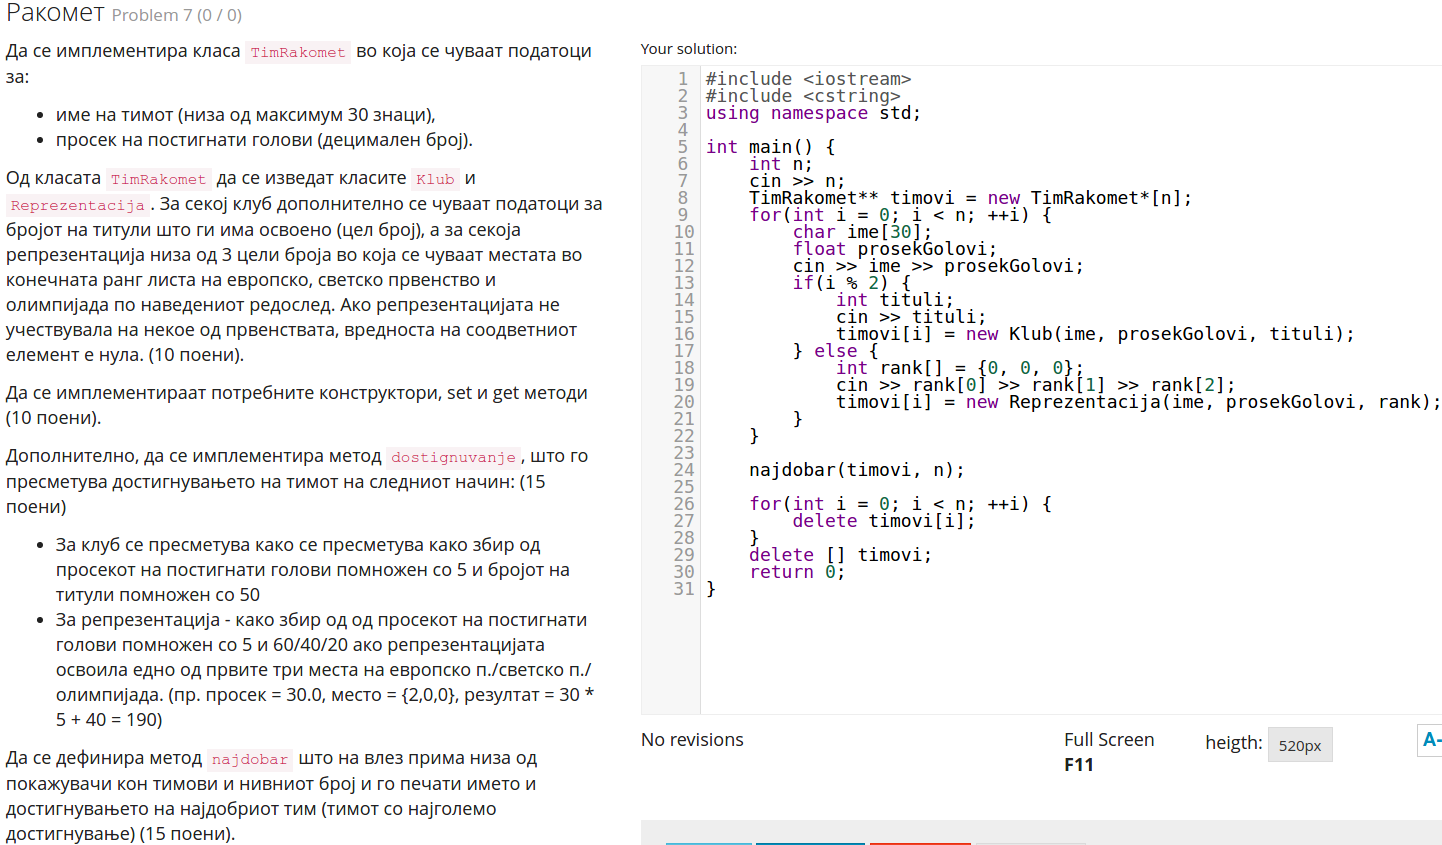 Ракомет Problem 7 (0 / 0)
Да се имплементира класа TimRakomet во која се чуваат податоци
за:
• име на тимот (низа од максимум 30 знаци),
• просек на постигнати голови (децимален број).
Од класата TimRakomet да се изведат класите Klub и
Reprezentacija. За секој клуб дополнително се чуваат податоци за
бројот на титули што ги има освоено (цел број), а за секоја
репрезентација низа од 3 цели броја во која се чуваат местата во
конечната ранг листа на европско, светско првенство и
олимпијада по наведениот редослед. Ако репрезентацијата не
учествувала на некое од првенствата, вредноста на соодветниот
елемент е нула. (10 поени).
Да се имплементираат потребните конструктори, set и get методи
(10 поени).
Дополнително, да се имплементира метод dostignuvanje, што го
пресметува достигнувањето на тимот на следниот начин: (15
поени)
• За клуб се пресметува како се пресметува како збир од
просекот на постигнати голови помножен со 5 и бројот на
титули помножен со 50
• За репрезентација - како збир од од просекот на постигнати
голови помножен со 5 и 60/40/20 ако репрезентацијата
освоила едно од првите три места на европско п./светско п./
олимпијада. (пр. просек = 30.0, место = {2,0,0}, резултат = 30 *
5 + 40 = 190)
Да се дефинира метод najdobar што на влез прима низа од
покажувачи кон тимови и нивниот број и го печати името и
достигнувањето на најдобриот тим (тимот со најголемо
достигнување) (15 поени).
Your solution:
1 #include <iostream>
2 #include <cstring>
3 using namespace std;
4
5 int main() {
6     int n;
7     cin >> n;
8     TimRakomet** timovi = new TimRakomet*[n];
9     for(int i = 0; i < n; ++i) {
10         char ime[30];
11         float prosekGolovi;
12         cin >> ime >> prosekGolovi;
13         if(i % 2) {
14             int tituli;
15             cin >> tituli;
16             timovi[i] = new Klub(ime, prosekGolovi, tituli);
17         } else {
18             int rank[] = {0, 0, 0};
19             cin >> rank[0] >> rank[1] >> rank[2];
20             timovi[i] = new Reprezentacija(ime, prosekGolovi, rank);
21         }
22     }
23
24     najdobar(timovi, n);
25
26     for(int i = 0; i < n; ++i) {
27         delete timovi[i];
28     }
29     delete [] timovi;
30     return 0;
31 }
No revisions
Full Screen
F11
heigth: 520px
A-